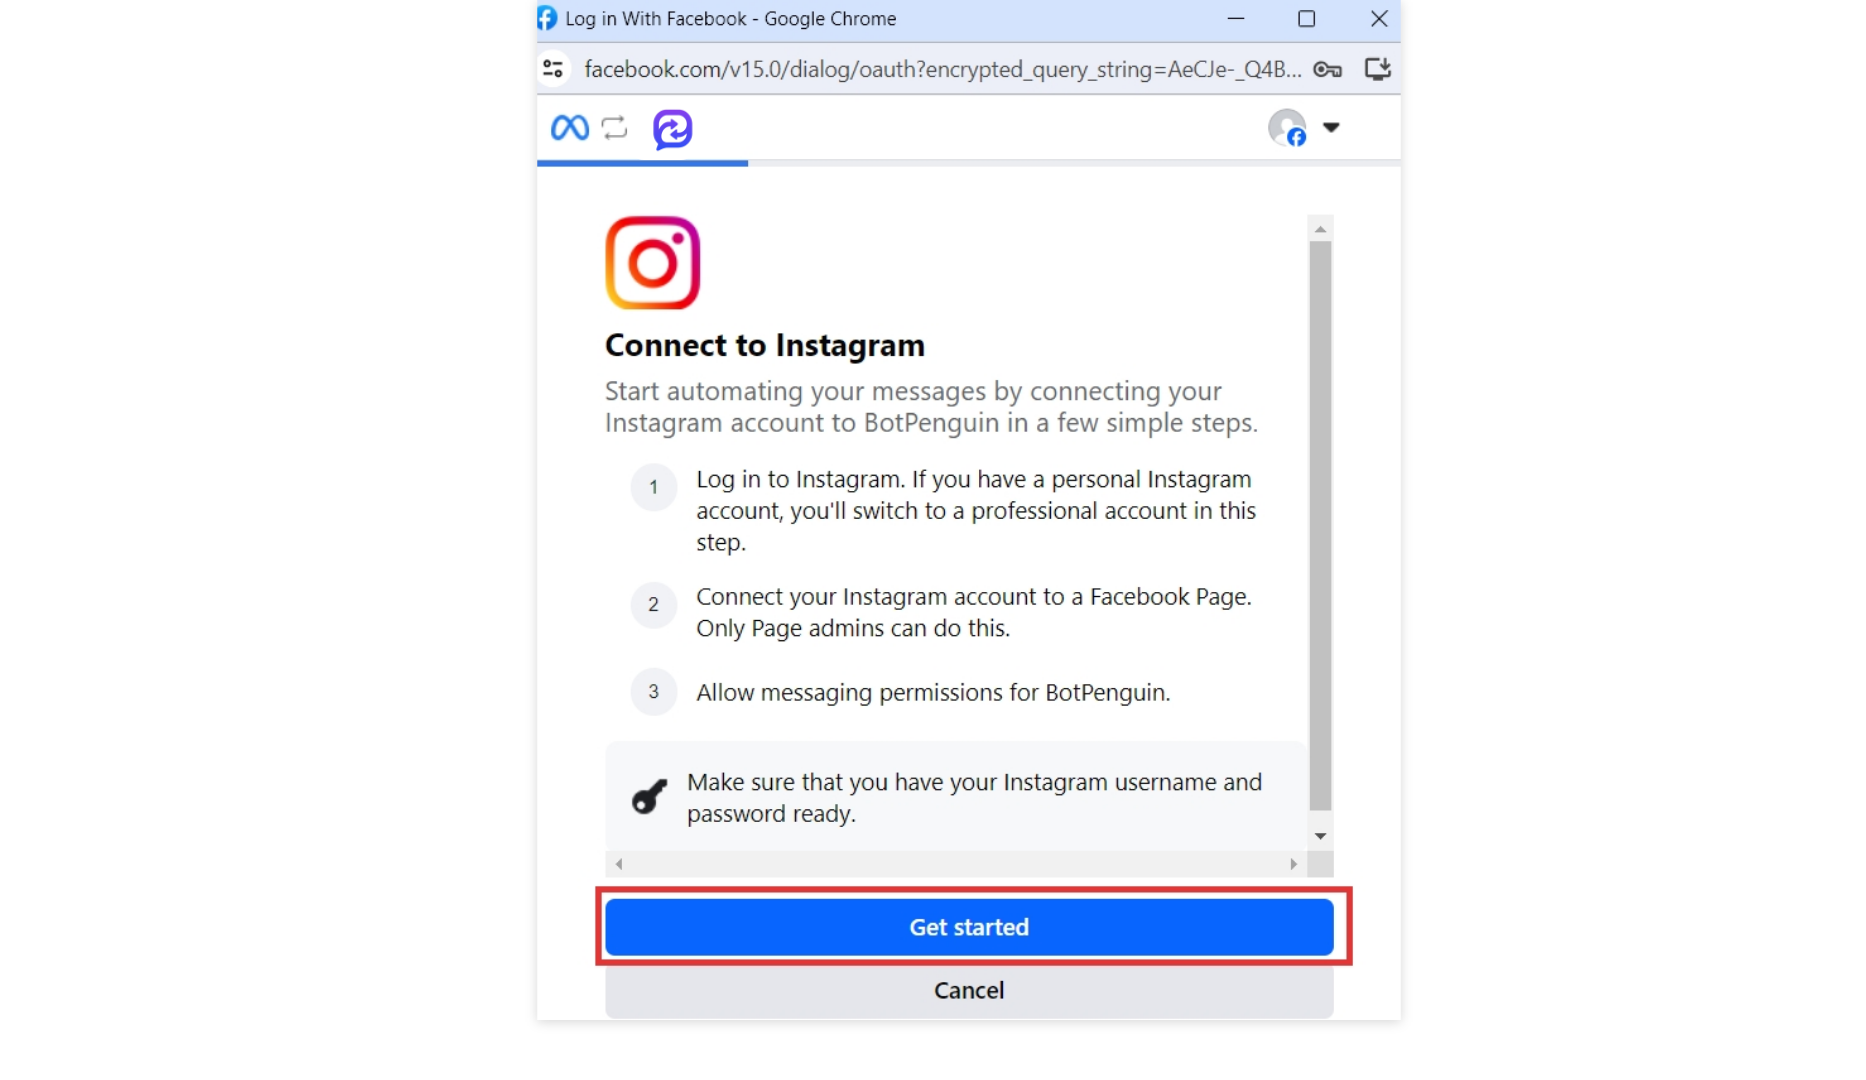 Log in With Facebook - Google Chrome
facebook.com/v15.0/dialog/oauth?encrypted_query_string=AeCJe-_Q4B...
Connect to Instagram
Start automating your messages by connecting your
Instagram account to BotPenguin in a few simple steps.
1 Log in to Instagram. If you have a personal Instagram
account, you'll switch to a professional account in this
step.
2 Connect your Instagram account to a Facebook Page.
Only Page admins can do this.
3 Allow messaging permissions for BotPenguin.
Make sure that you have your Instagram username and
password ready.
Get started
Cancel